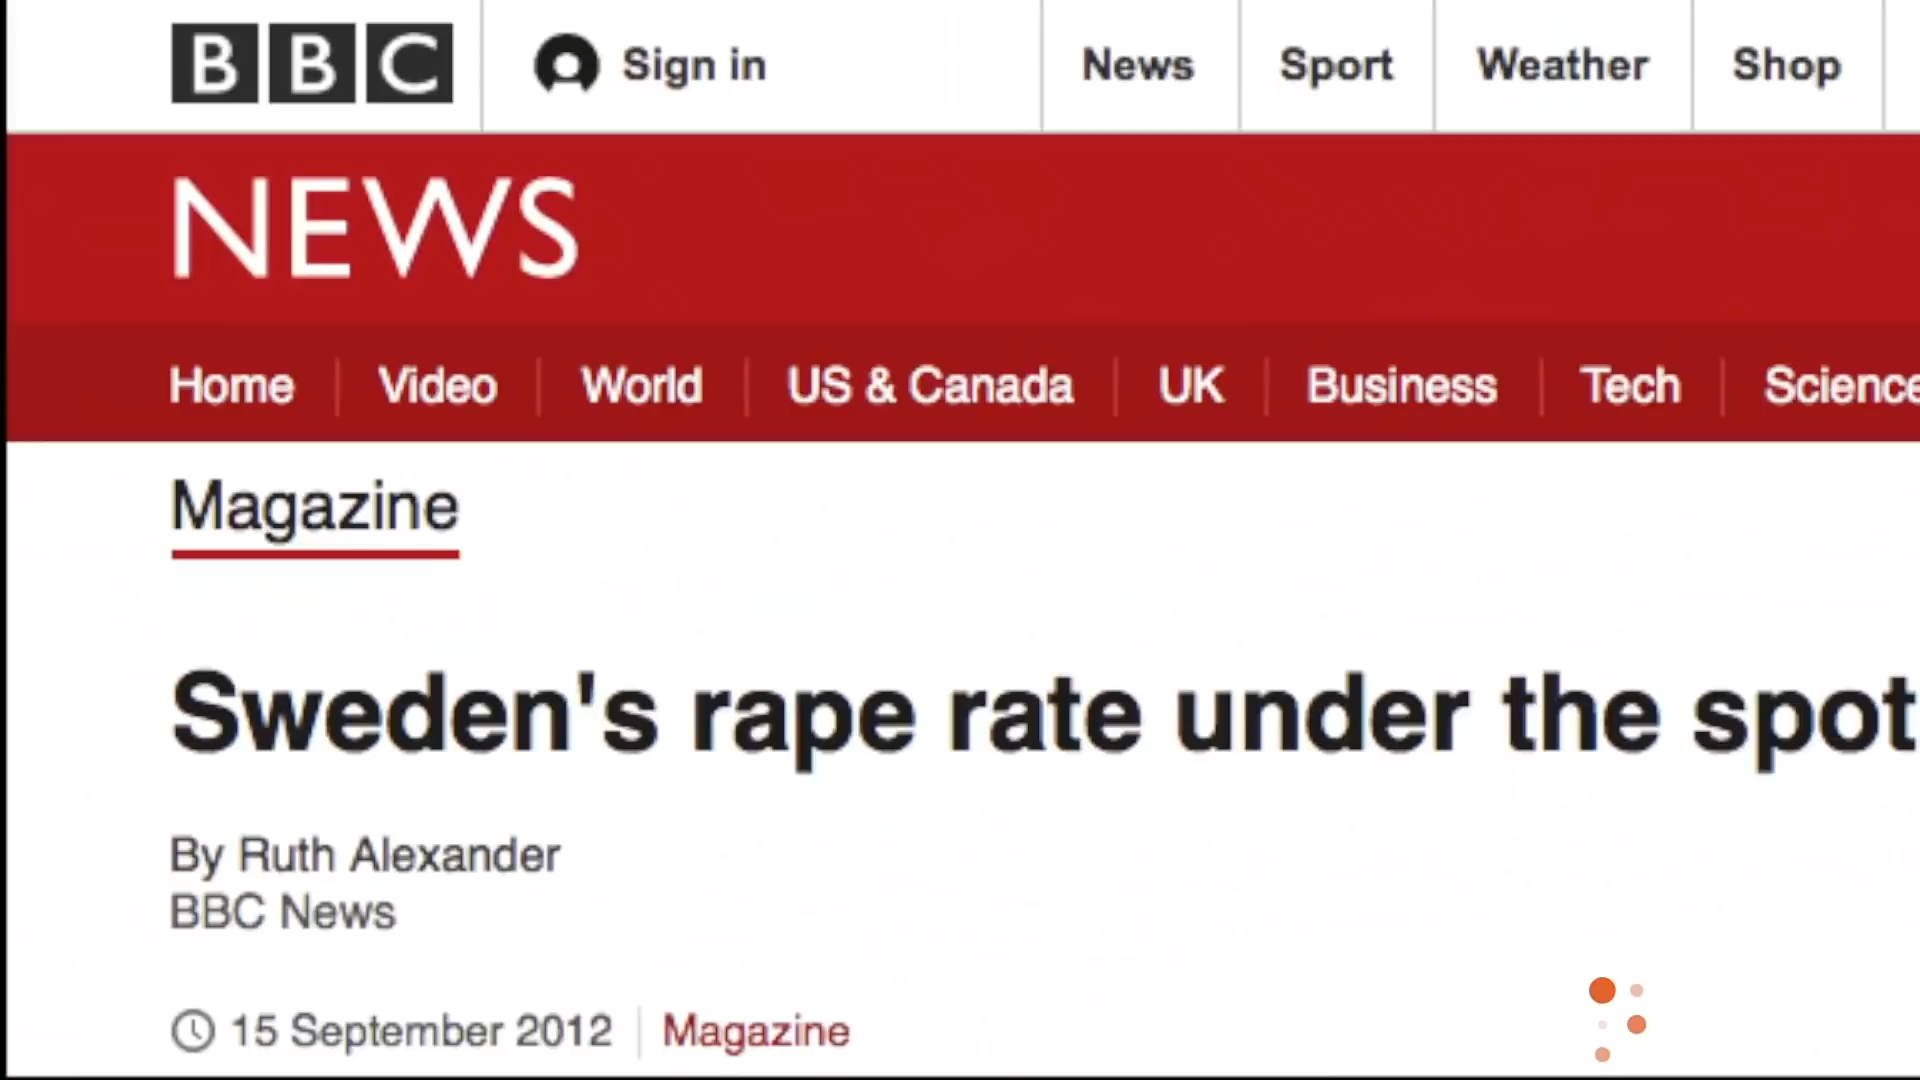 BBC Sign in News Sport Weather Shop
NEWS
Home Video World US & Canada UK Business Tech Science
Magazine
Sweden's rape rate under the spot
By Ruth Alexander
BBC News
15 September 2012 Magazine